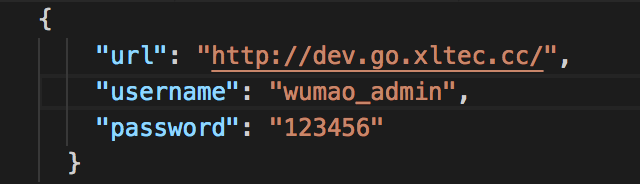 {
"url": "http://dev.go.xltec.cc/",
"username": "wumao_admin",
"password": "123456"
}